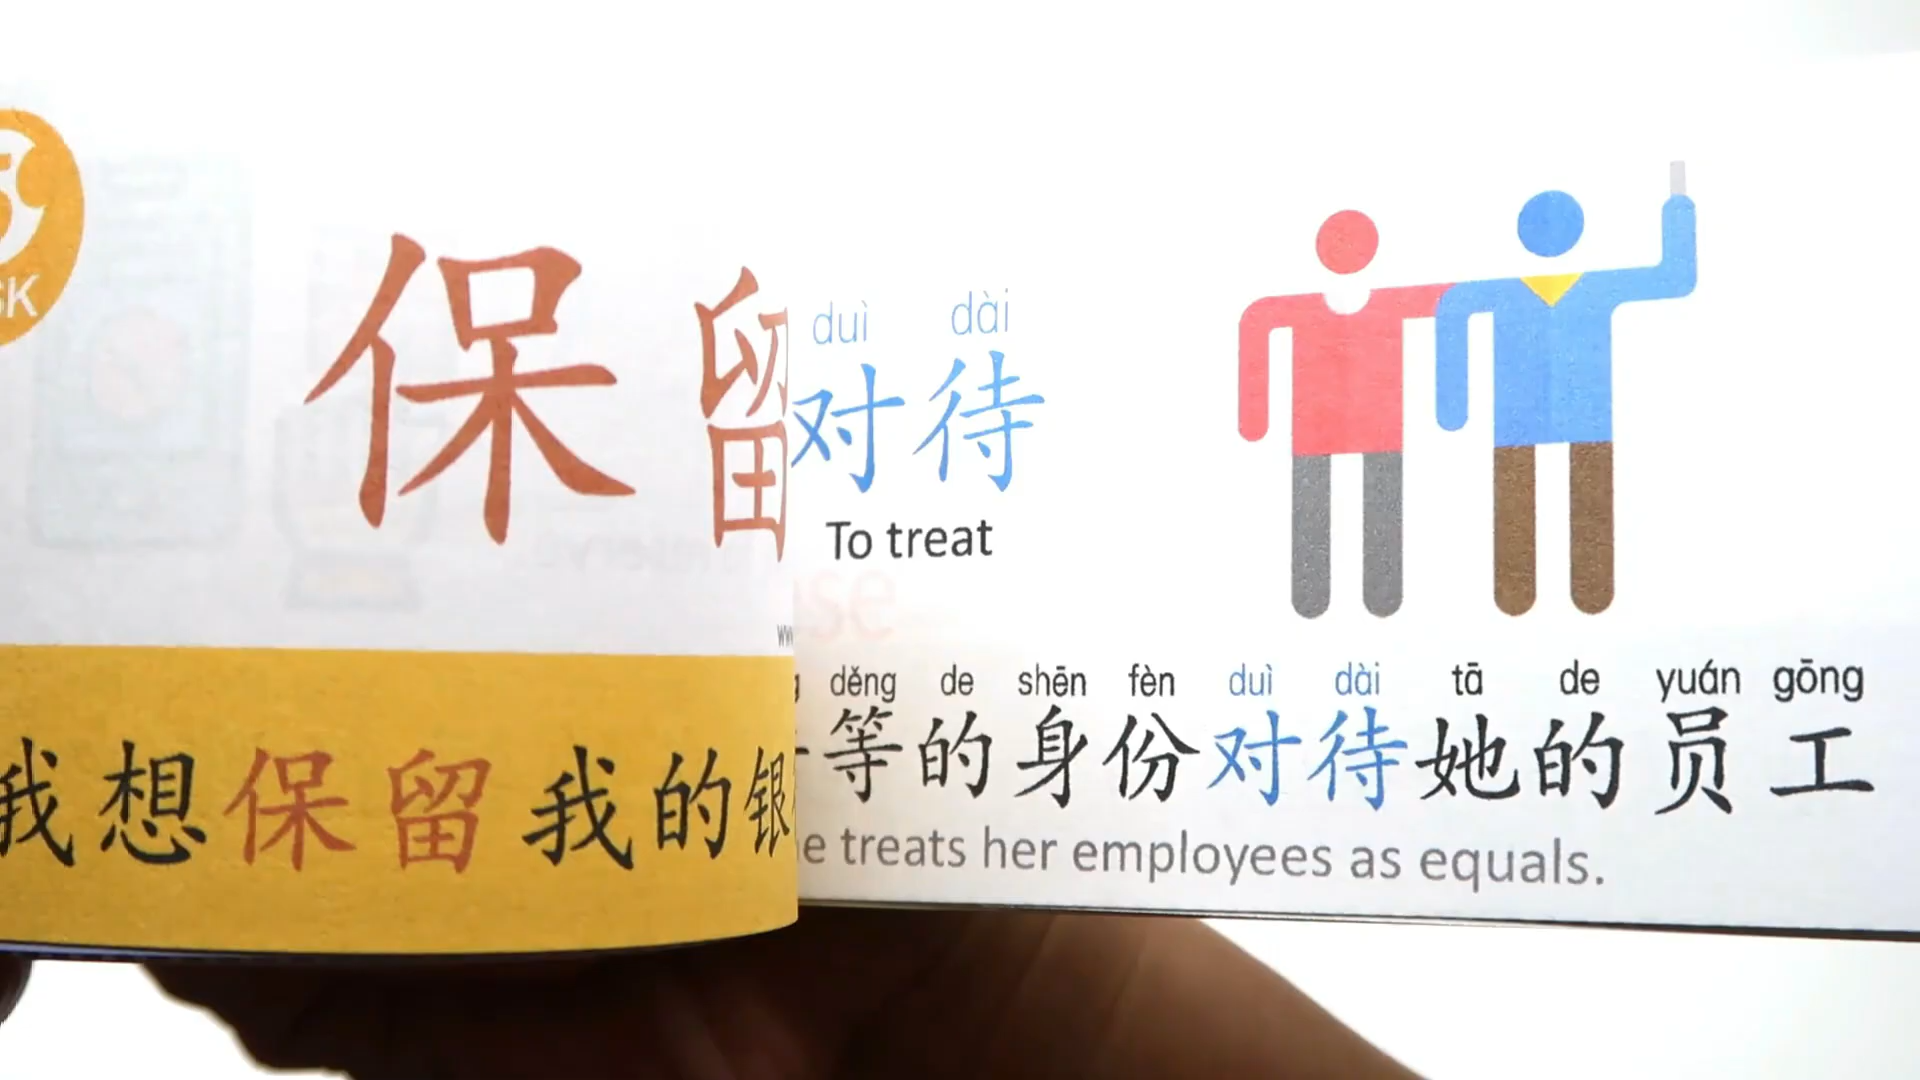 保留
我想保留我的银
duì dài
对待
To treat
děng de shēn fèn duì dài tā de yuán gōng
等的身份对待她的员工
treats her employees as equals.